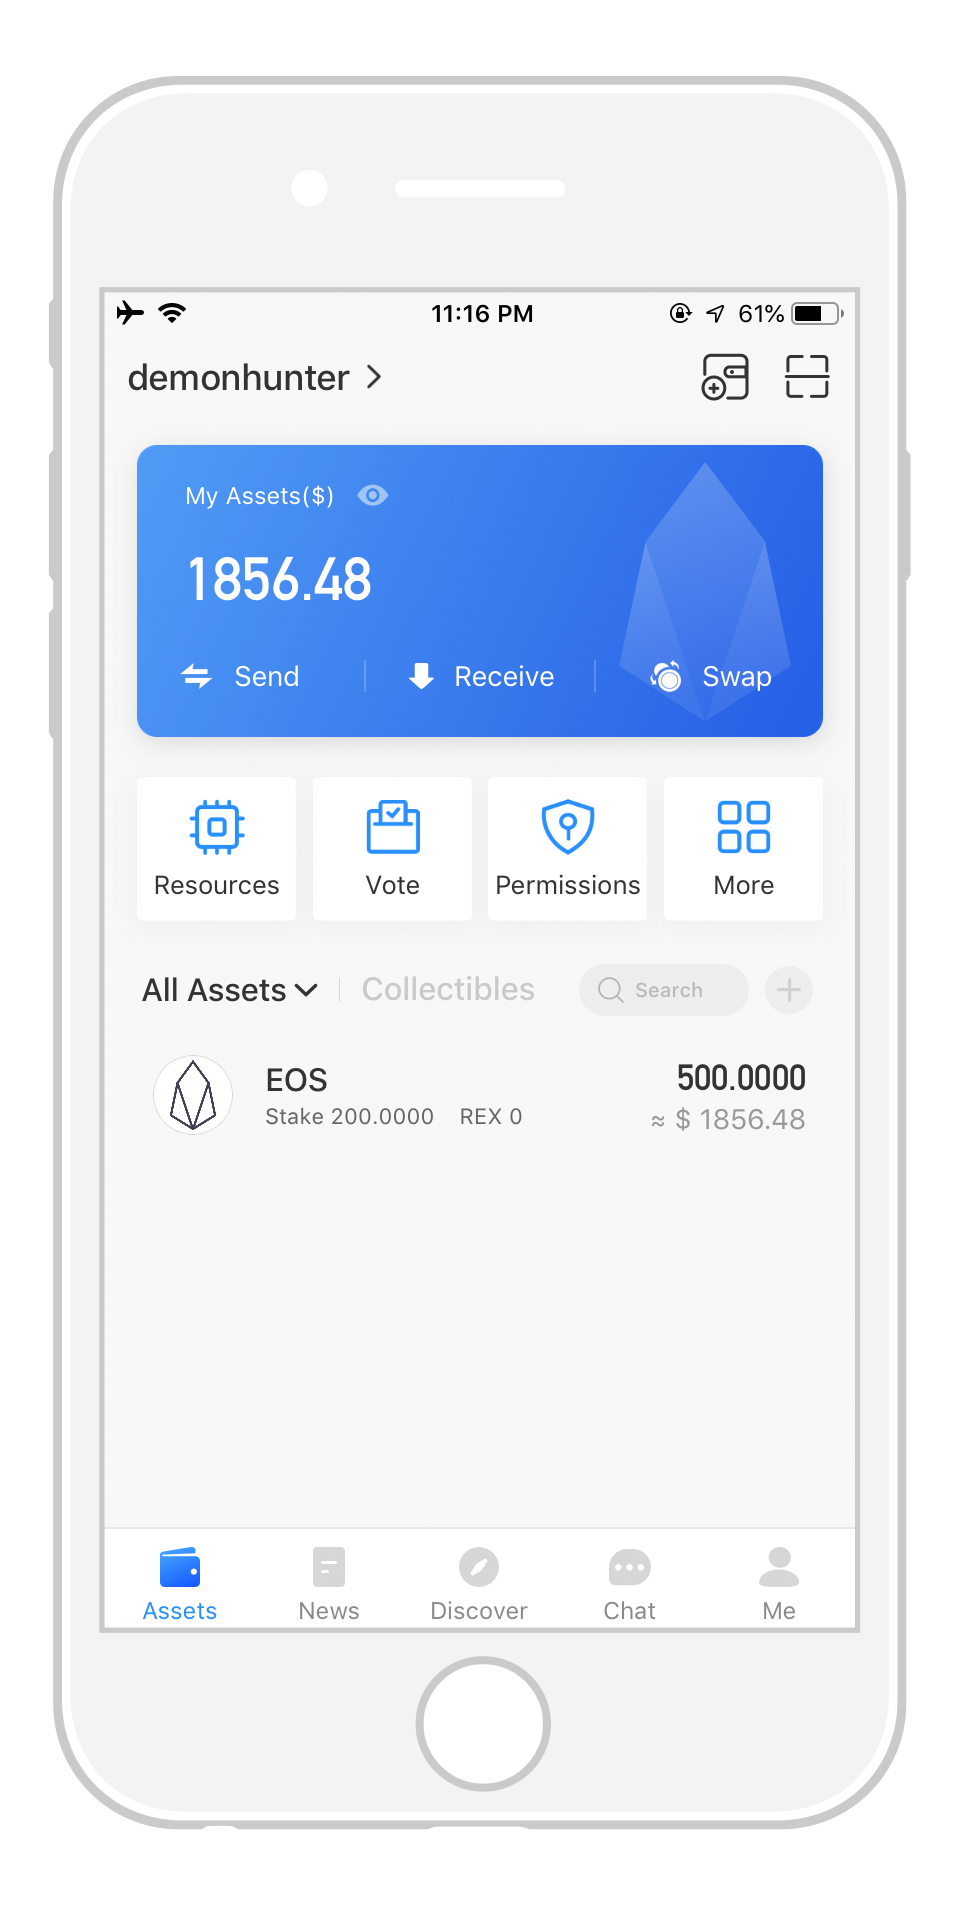 11:16 PM 61%
demonhunter
My Assets($)
1856.48
Send Receive Swap
Resources Vote Permissions More
All Assets Collectibles Search
EOS 500.0000
Stake 200.0000 REX 0 ≈ $ 1856.48
Assets News Discover Chat Me